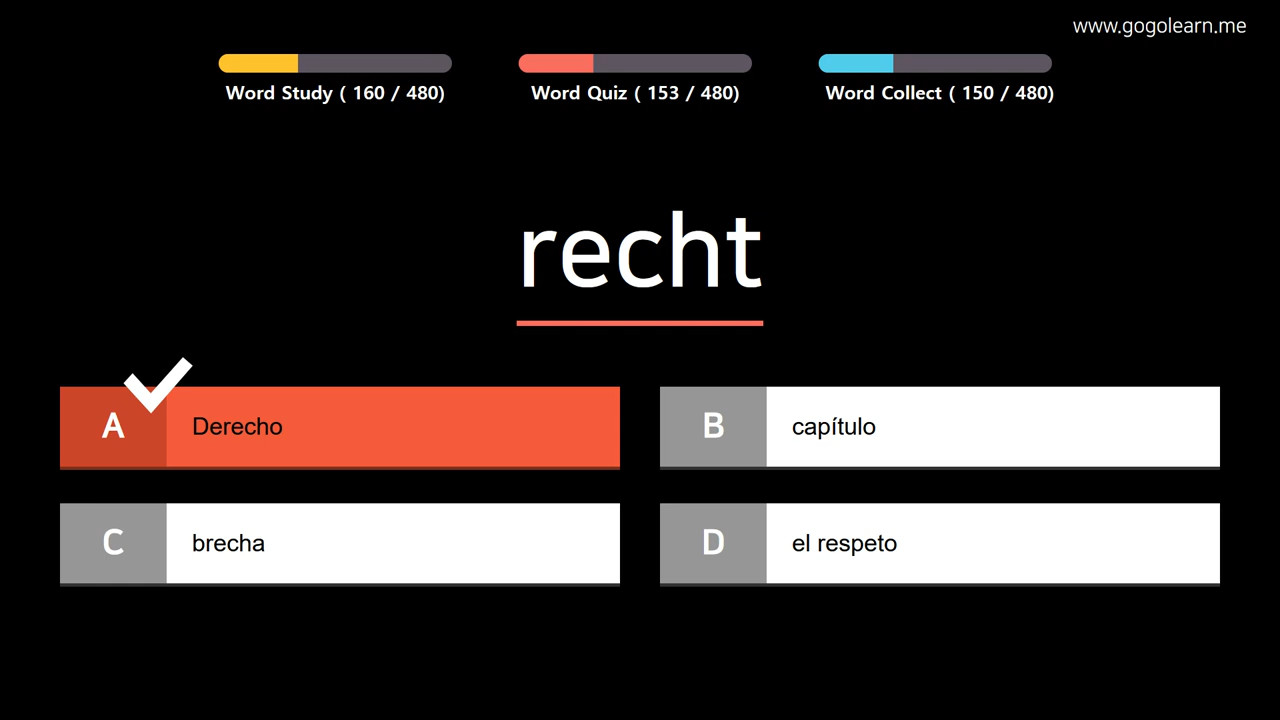 www.gogolearn.me
Word Study ( 160 / 480)
Word Quiz ( 153 / 480)
Word Collect ( 150 / 480)
recht
A Derecho
B capítulo
C brecha
D el respeto